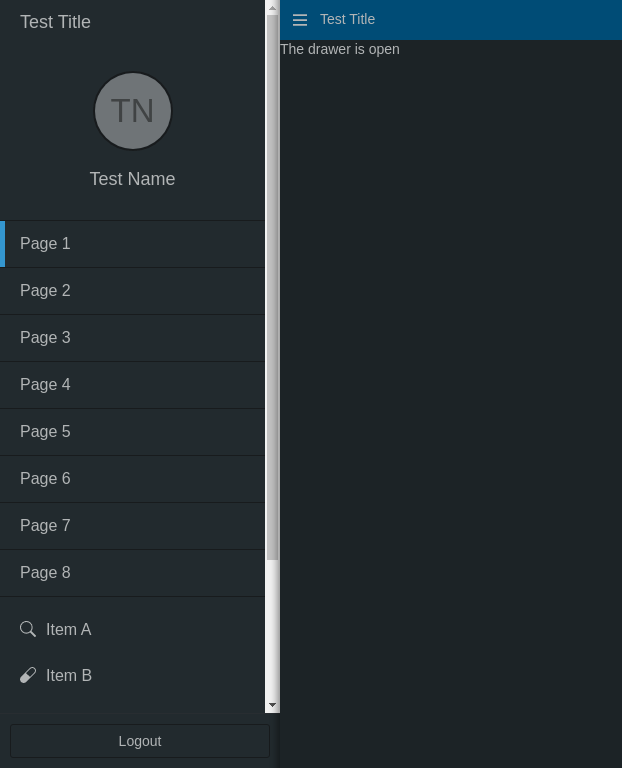 Test Title
TN
Test Name
Page 1
Page 2
Page 3
Page 4
Page 5
Page 6
Page 7
Page 8
Item A
Item B
Logout
Test Title
The drawer is open